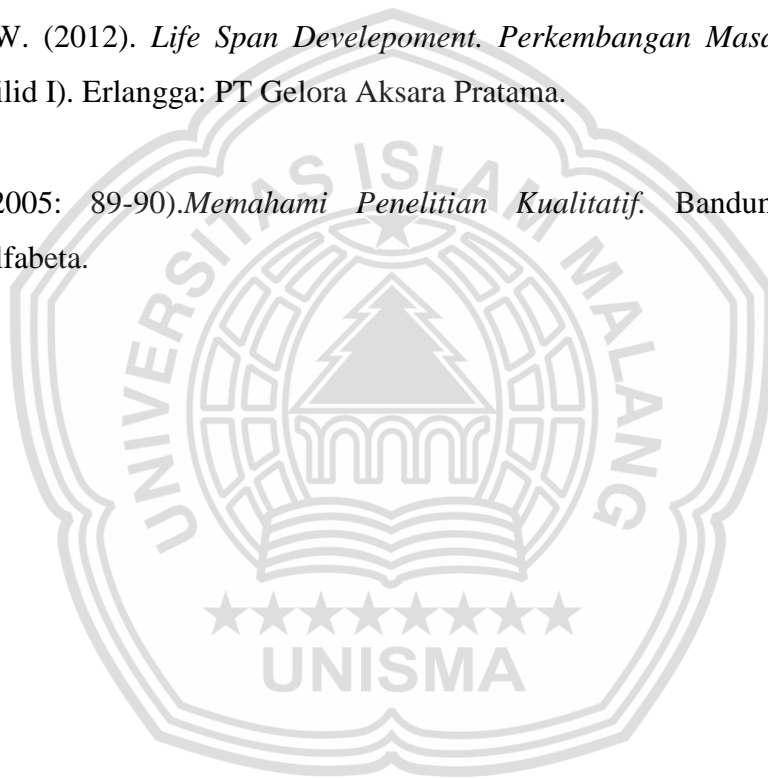 W. (2012). Life Span Develepoment. Perkembangan Masa
ilid I). Erlangga: PT Gelora Aksara Pratama.
2005: 89-90).Memahami Penelitian Kualitatif. Bandun
lfabeta.
UNIVERSITAS ISLAM MALANG
UNISMA